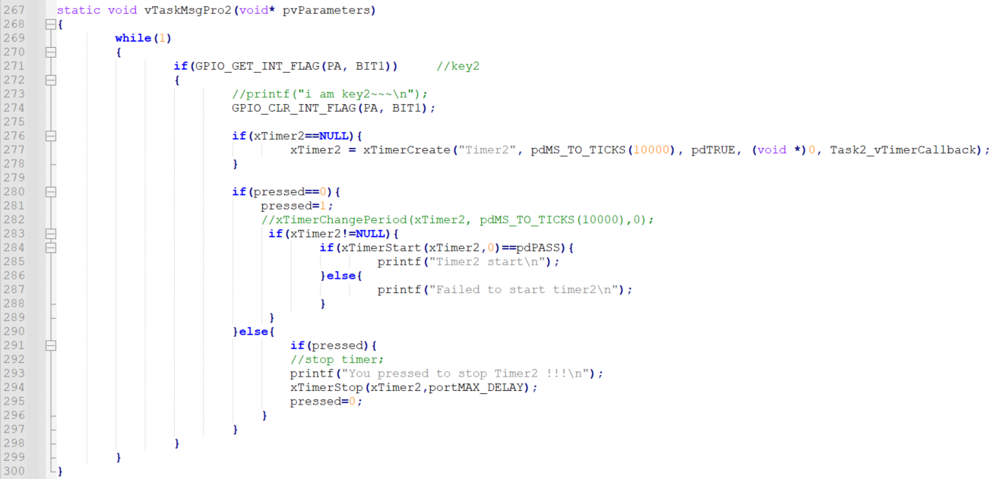 267 static void vTaskMsgPro2(void* pvParameters)
268 {
269 while(1)
270 {
271 if(GPIO_GET_INT_FLAG(PA, BIT1)) //key2
272 {
273 //printf("i am key2~~~\n");
274 GPIO_CLR_INT_FLAG(PA, BIT1);
275
276 if(xTimer2==NULL){
277 xTimer2 = xTimerCreate("Timer2", pdMS_TO_TICKS(10000), pdTRUE, (void *)0, Task2_vTimerCallback);
278 }
279
280 if(pressed==0){
281 pressed=1;
282 //xTimerChangePeriod(xTimer2, pdMS_TO_TICKS(10000),0);
283 if(xTimer2!=NULL){
284 if(xTimerStart(xTimer2,0)==pdPASS){
285 printf("Timer2 start\n");
286 }else{
287 printf("Failed to start timer2\n");
288 }
289 }
290 }else{
291 if(pressed){
292 //stop timer;
293 printf("You pressed to stop Timer2 !!!\n");
294 xTimerStop(xTimer2,portMAX_DELAY);
295 pressed=0;
296 }
297 }
298 }
299 }
300 }